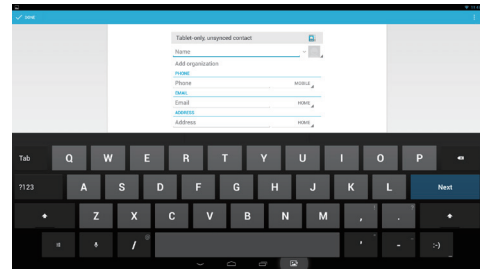 DONE
Tablet-only, unsynced contact
Name
Add organization
PHONE
Phone MOBILE
EMAIL
Email HOME
ADDRESS
Address HOME
Tab Q W E R T Y U I O P
?123 A S D F G H J K L Next
Z X C V B N M , .
/ ' - :-)